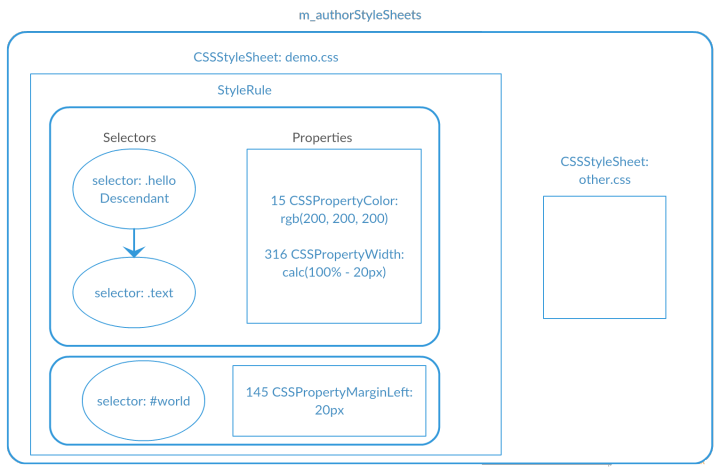 m_authorStyleSheets
CSSStyleSheet: demo.css
StyleRule
Selectors
Properties
selector: .hello
Descendant
selector: .text
15 CSSPropertyColor:
rgb(200, 200, 200)
316 CSSPropertyWidth:
calc(100% - 20px)
selector: #world
145 CSSPropertyMarginLeft:
20px
CSSStyleSheet:
other.css